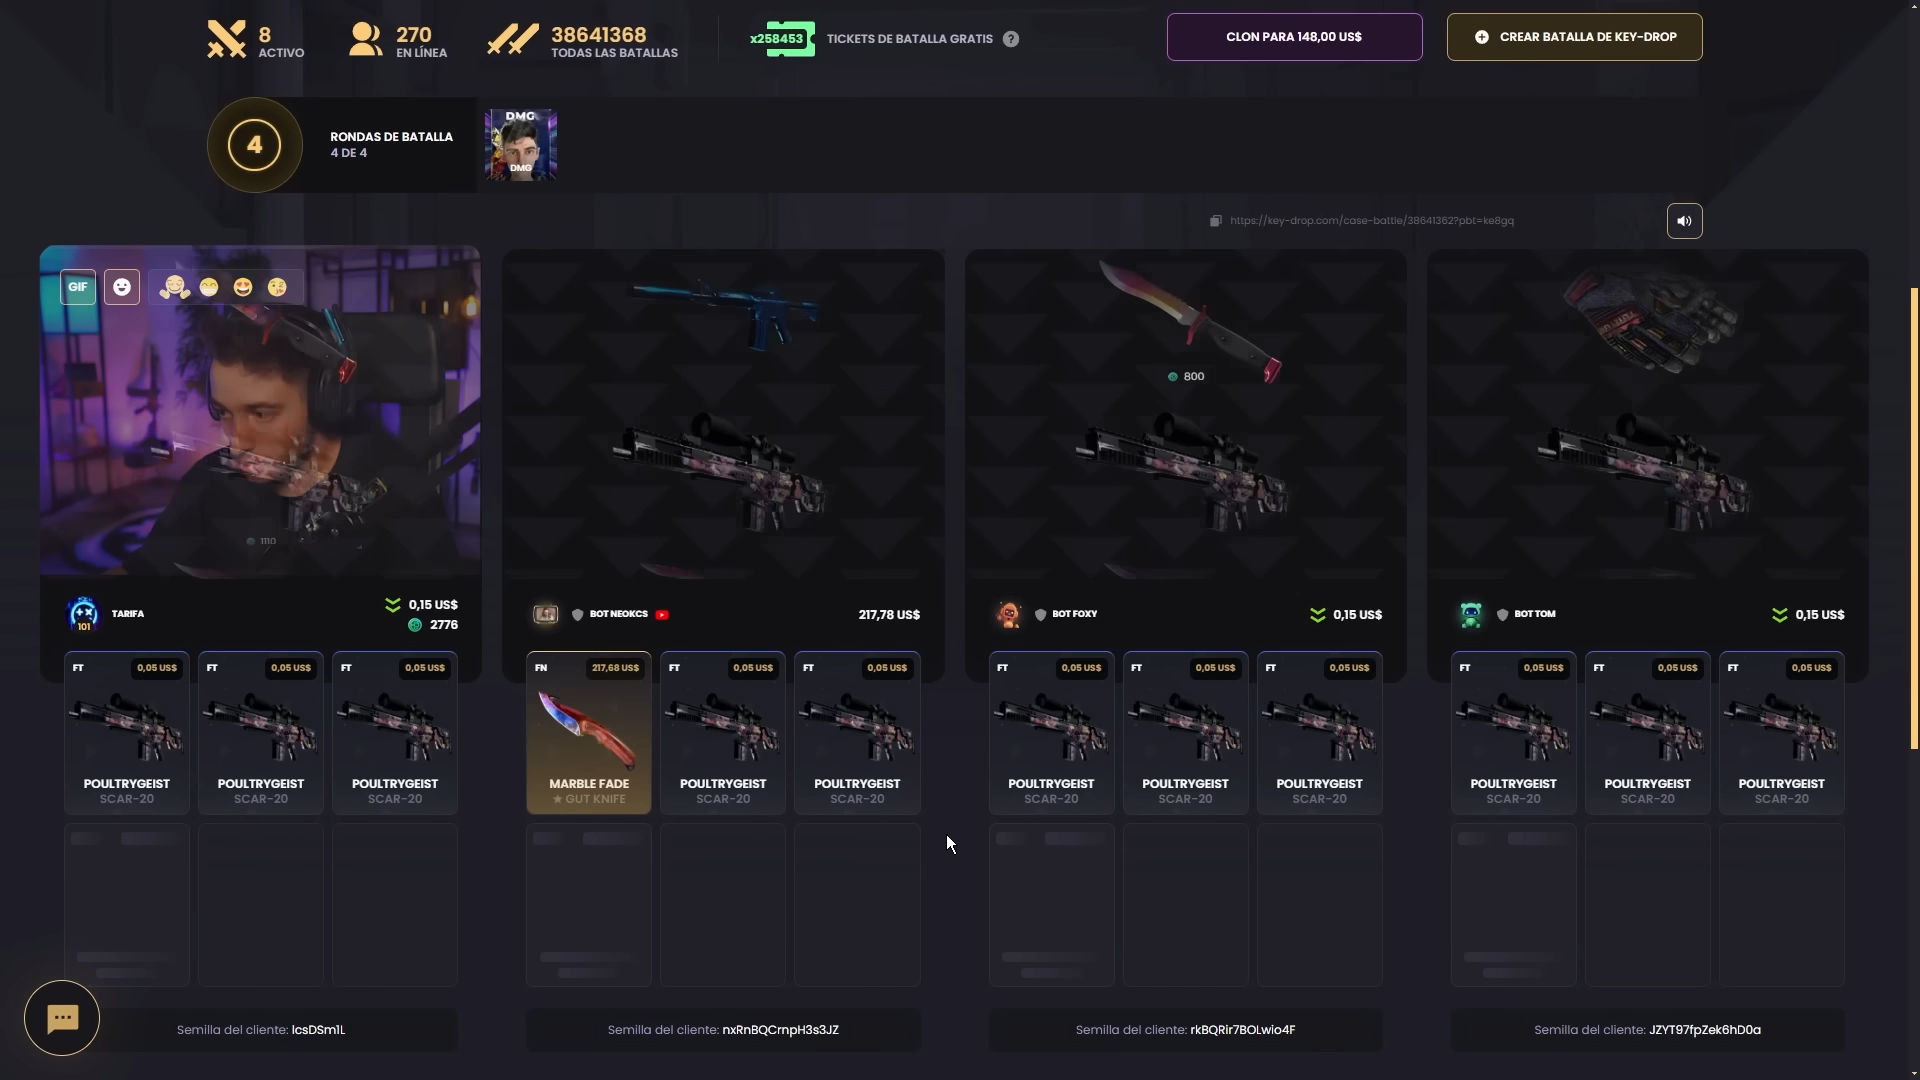 8
ACTIVO
270
EN LÍNEA
38641368
TODAS LAS BATALLAS
x258453
TICKETS DE BATALLA GRATIS
?
CLON PARA 148,00 US$
CREAR BATALLA DE KEY-DROP
4
RONDAS DE BATALLA
4 DE 4
DMG
DMG
https://key-drop.com/case-battle/38641362?pbt=ke8gq
GIF
800
1110
TARIFA
101
0,15 US$
2776
BOT NEOKCS
217,78 US$
BOT FOXY
0,15 US$
BOT TOM
0,15 US$
FT 0,05 US$
POULTRYGEIST
SCAR-20
FT 0,05 US$
POULTRYGEIST
SCAR-20
FT 0,05 US$
POULTRYGEIST
SCAR-20
FN 217,68 US$
MARBLE FADE
★ GUT KNIFE
FT 0,05 US$
POULTRYGEIST
SCAR-20
FT 0,05 US$
POULTRYGEIST
SCAR-20
FT 0,05 US$
POULTRYGEIST
SCAR-20
FT 0,05 US$
POULTRYGEIST
SCAR-20
FT 0,05 US$
POULTRYGEIST
SCAR-20
FT 0,05 US$
POULTRYGEIST
SCAR-20
FT 0,05 US$
POULTRYGEIST
SCAR-20
FT 0,05 US$
POULTRYGEIST
SCAR-20
Semilla del cliente: lcsDSm1L
Semilla del cliente: nxRnBQCrnpH3s3JZ
Semilla del cliente: rkBQRir7BOLwio4F
Semilla del cliente: JZYT97fpZek6hD0a